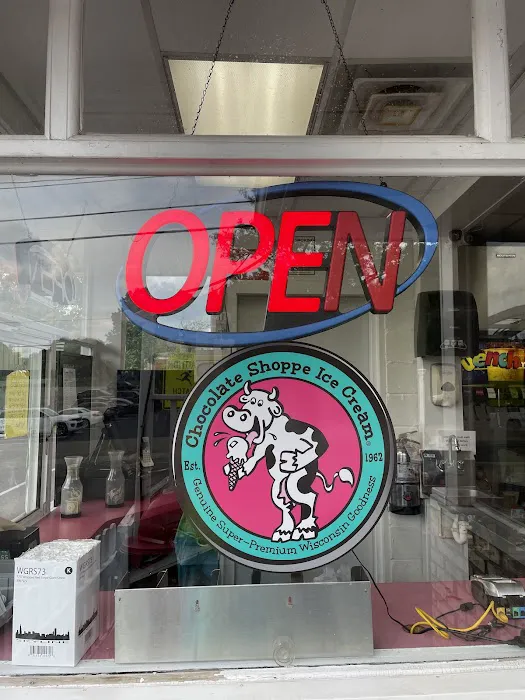 OPEN
Chocolate Shoppe Ice Cream
Est. 1962
Genuine Super-Premium Wisconsin Goodness
WGRS73
K